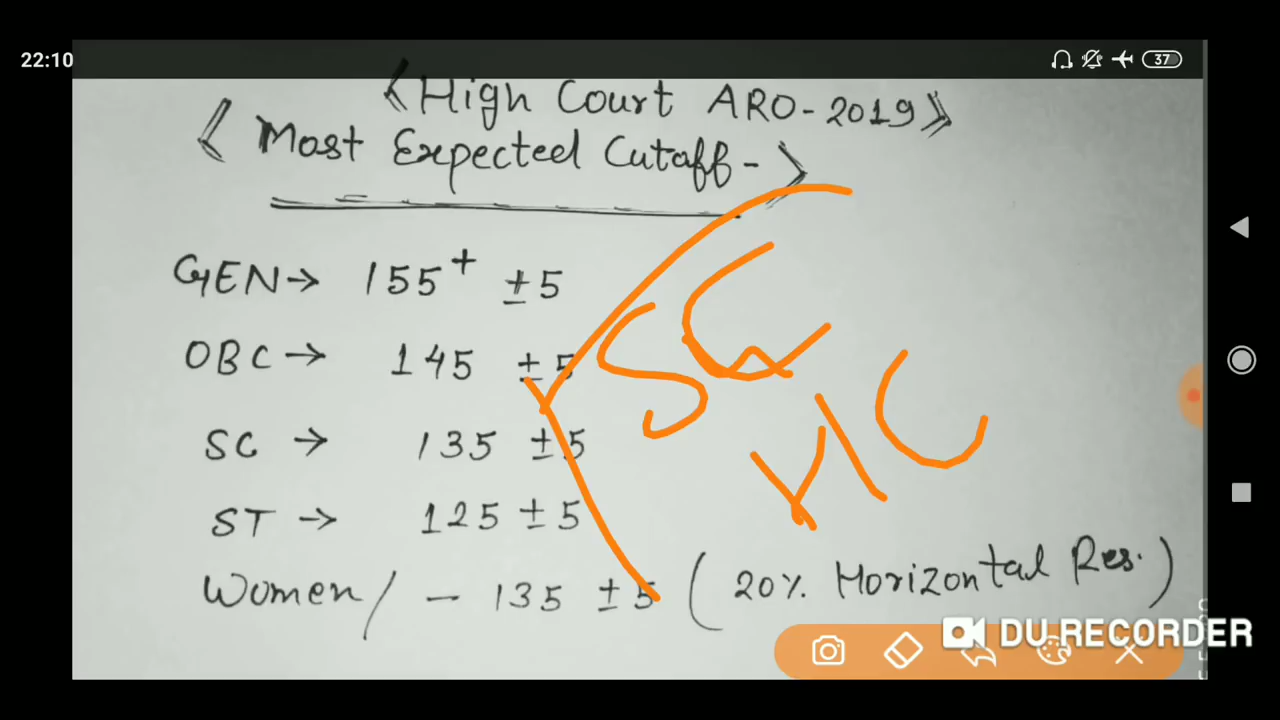 22:10
37
《High Court ARO-2019》
《 Most Expected Cutoff - 》
GEN → 155+ ±5
OBC → 145 ±5
SC → 135 ±5
ST → 125 ±5
Women/ - 135 ±5 (20% Horizontal Res.)
SC
HC
DU RECORDER